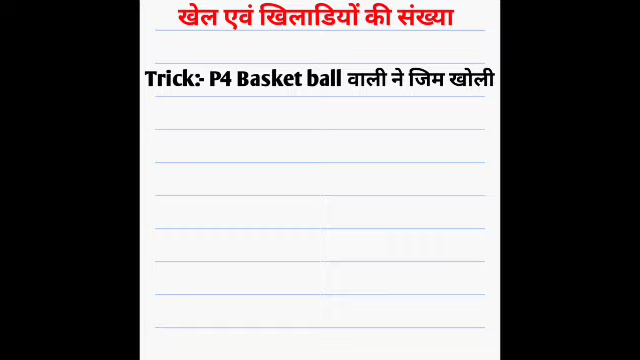 खेल एवं खिलाडियों की संख्या
Trick:- P4 Basket ball वाली ने जिम खोली